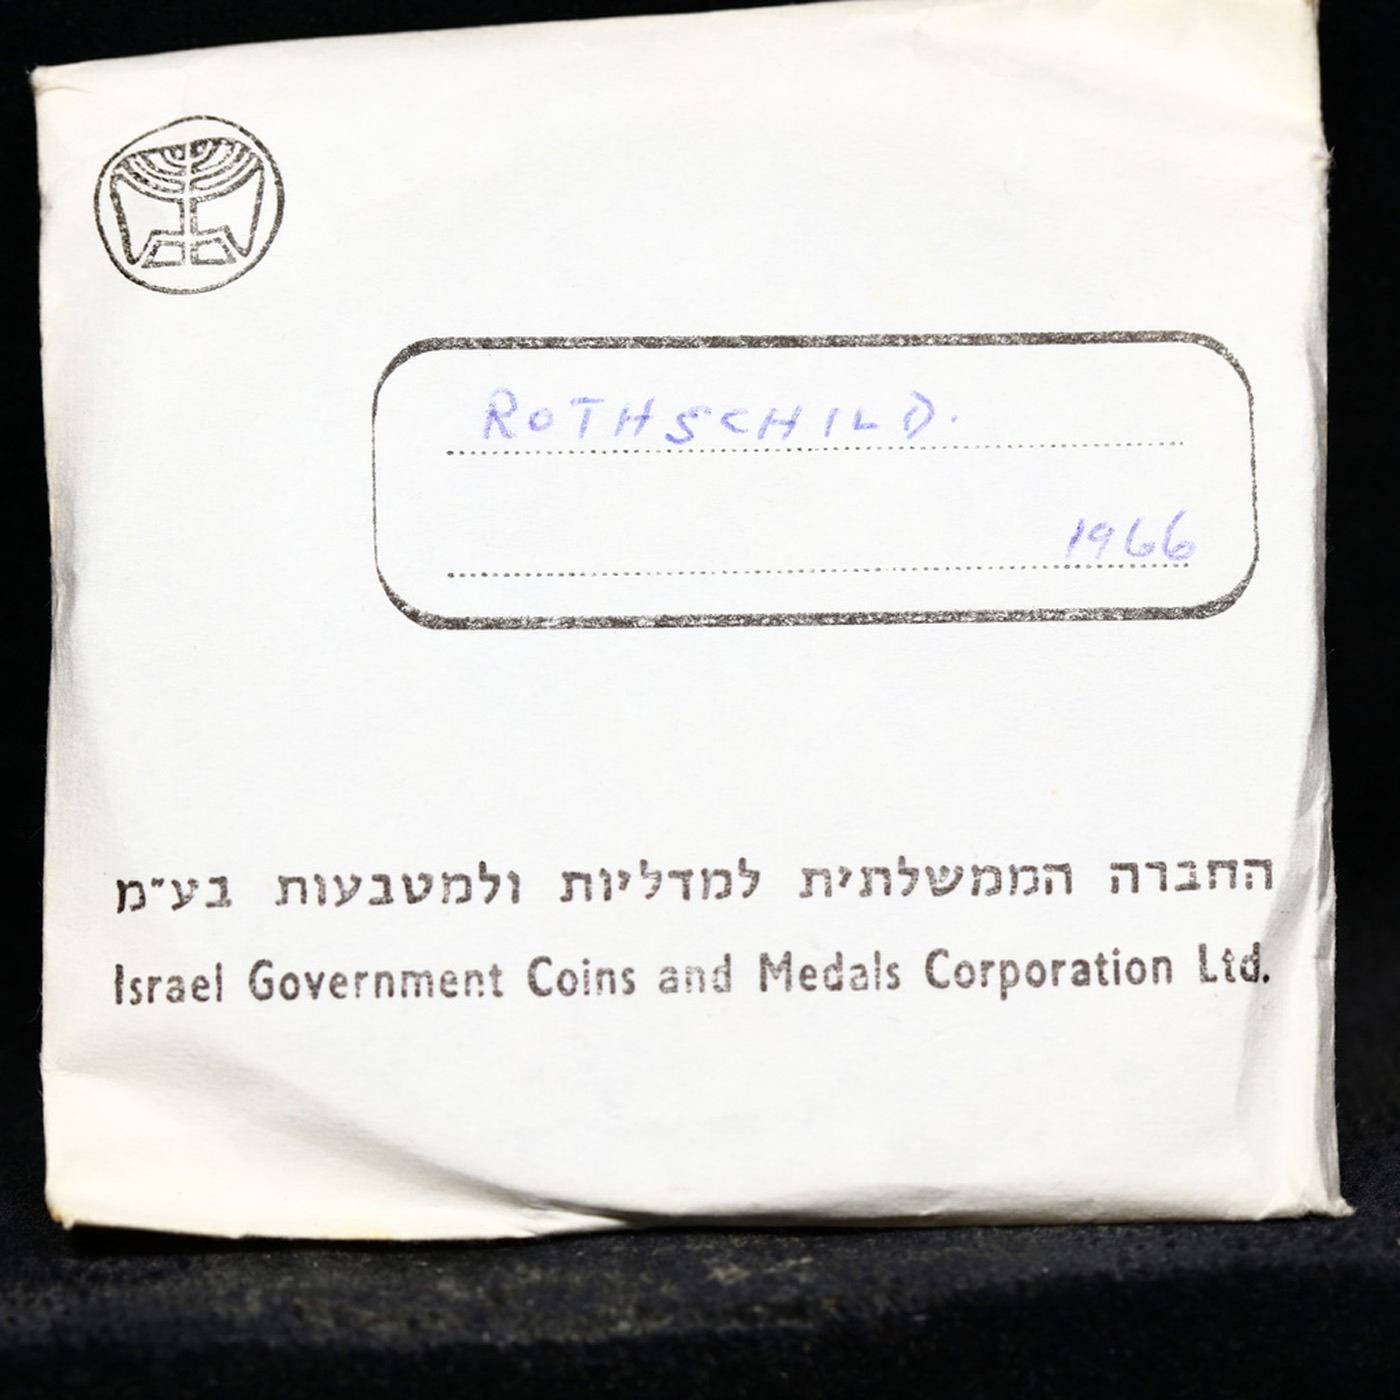 ROTHSCHILD.
1966
החברה הממשלתית למדליות ולמטבעות בע״מ
Israel Government Coins and Medals Corporation Ltd.